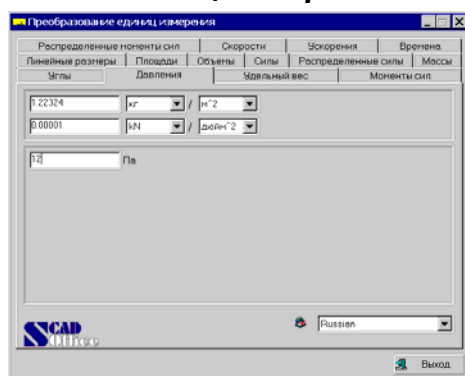 Преобразование единиц измерения
Распределенные моменты сил Скорости Ускорения Времена
Линейные размеры Площади Объемы Силы Распределенные силы Массы
Углы Давления Удельный вес Моменты сил
1.22324 кг / м^2
0.00001 kN / дюйм^2
12 Па
SCAD
Office
Russian
Выход